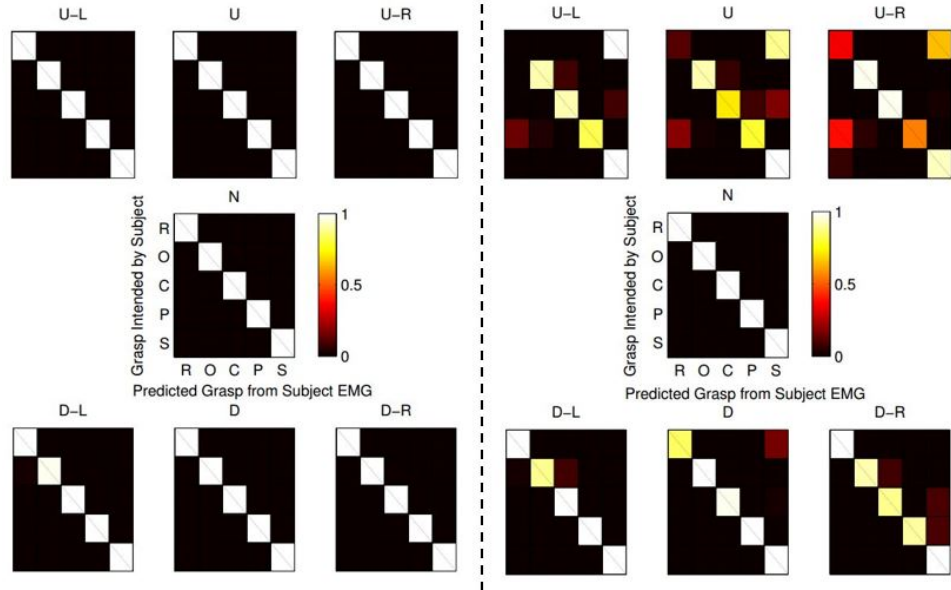 U-L U U-R
U-L U U-R
N
Grasp Intended by Subject
R
O
C
P
S
R O C P S
1
0.5
0
Predicted Grasp from Subject EMG
N
Grasp Intended by Subject
R
O
C
P
S
R O C P S
1
0.5
0
Predicted Grasp from Subject EMG
D-L D D-R
D-L D D-R